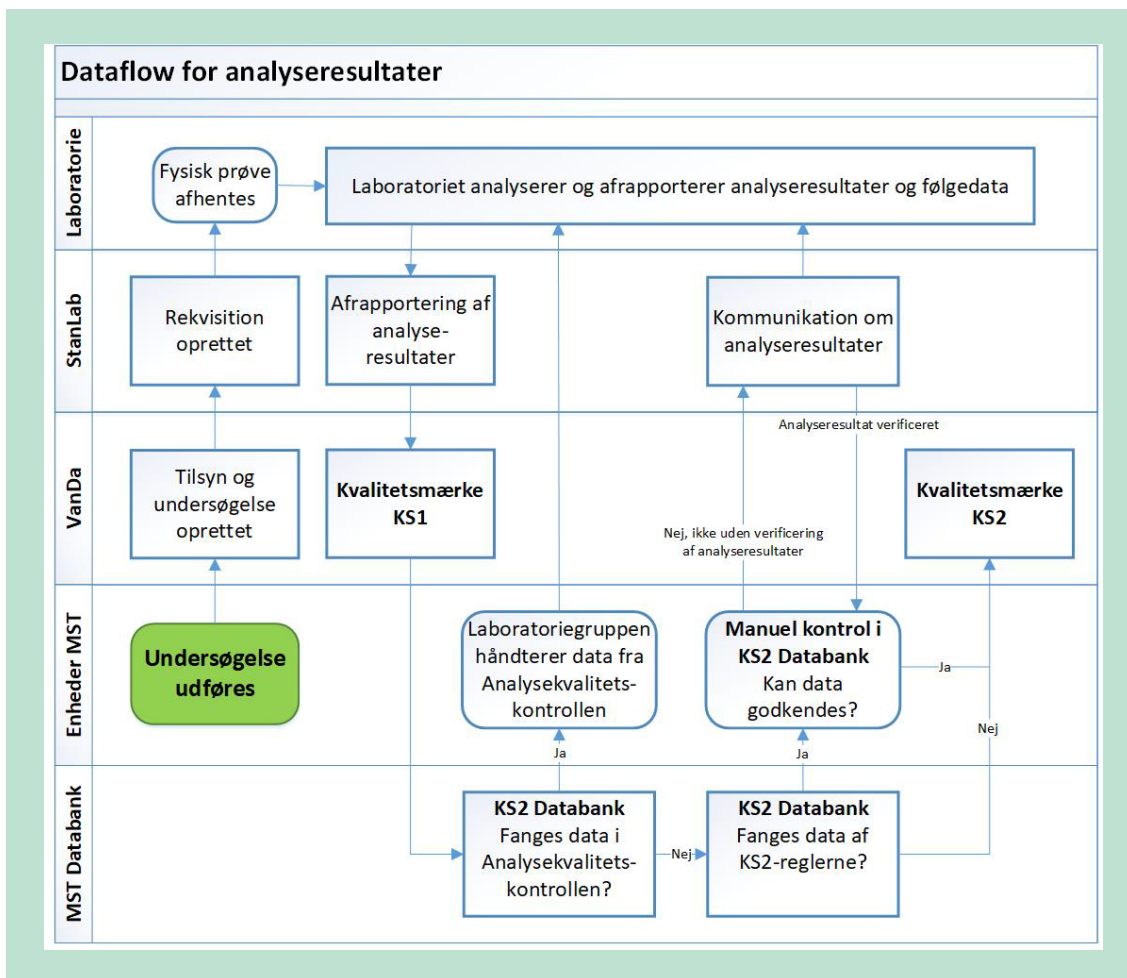 Dataflow for analyseresultater
Laboratorie
Fysisk prøve
afhentes
Laboratoriet analyserer og afrapporterer analyseresultater og følgedata
StanLab
Rekvisition
oprettet
Afrapportering af
analyse-
resultater
Kommunikation om
analyseresultater
Analyseresultat verificeret
VanDa
Tilsyn og
undersøgelse
oprettet
Kvalitetsmærke
KS1
Kvalitetsmærke
KS2
Nej, ikke uden verificering
af analyseresultater
Enheder MST
Undersøgelse
udføres
Laboratoriegruppen
håndterer data fra
Analysekvalitets-
kontrollen
Manuel kontrol i
KS2 Databank
Kan data
godkendes?
Ja
Nej
Ja
Ja
MST Databank
KS2 Databank
Fanges data i
Analysekvalitets-
kontrollen?
Nej
KS2 Databank
Fanges data af
KS2-reglerne?